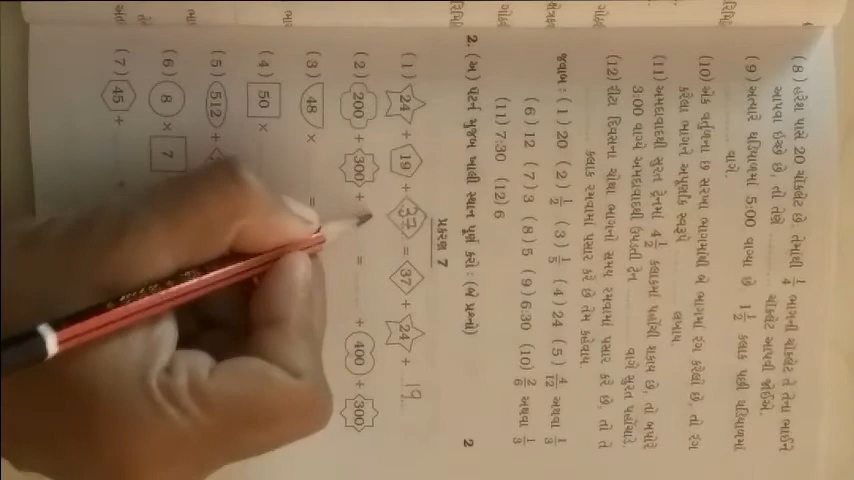 (8) હરેશ પાસે 20 ચોકલેટ છે. તેમાંથી 1/4 ભાગની ચોકલેટ તે તેના ભાઈને
આપવા ઇચ્છે છે, તો તેણે ............ ચોકલેટ આપવી જોઈએ.
(9) અત્યારે ઘડિયાળમાં 5:00 વાગ્યા છે 1 1/2 કલાક પછી ઘડિયાળમાં
............ વાગે.
(10) એક વર્તુળના છ સરખા ભાગમાંથી બે ભાગમાં રંગ કરેલો છે, તો રંગ
કરેલા ભાગને અપૂર્ણાંક સ્વરૂપે ............ લખાય.
(11) અમદાવાદથી સુરત ટ્રેનમાં 4 1/2 કલાકમાં પહોંચી શકાય છે, તો બપોરે
3:00 વાગ્યે અમદાવાદથી ઉપડતી ટ્રેન ............ વાગે સુરત પહોંચાડે.
(12) રીટા દિવસના ચોથા ભાગનો સમય રમવામાં પસાર કરે છે, તો તે
............ કલાક રમવામાં પસાર કરે છે તેમ કહેવાય
જવાબ : (1) 20 (2) 1/2 (3) 1/5 (4) 24 (5) 4/12 અથવા 1/3
(6) 12 (7) 3 (8) 5 (9) 6:30 (10) 2/6 અથવા 1/3
(11) 7:30 (12) 6
પ્રકરણ 7
2. (અ) પેટર્ન મુજબ ખાલી સ્થાન પૂર્ણ કરો : (બે પ્રશ્નો) 2
(1) 24 + 19 + 37 = 37 + 24 + 19
(2) 200 + 300 + = + 400 + 300
(3) 48 × =
(4) 50 ×
(5) 512 +
(6) 8 × 7
(7) 45 + +